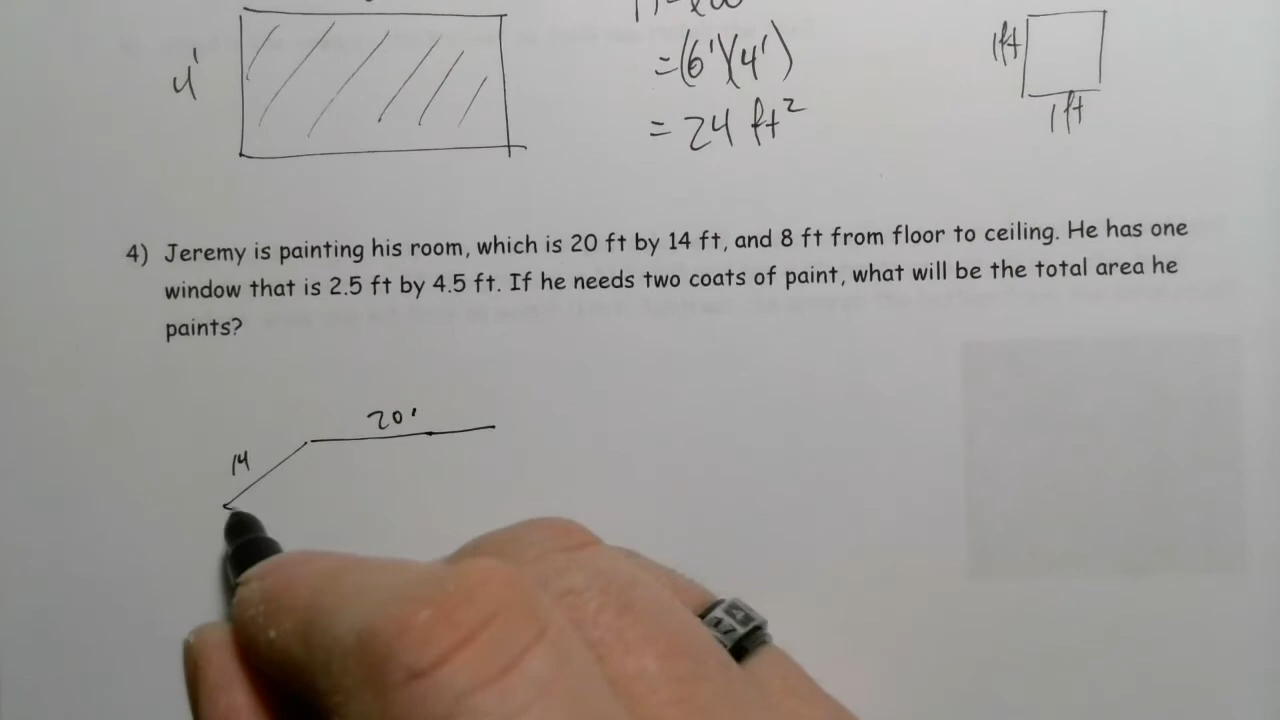 4'
= (6')(4')
= 24 ft²
1ft
1ft
4) Jeremy is painting his room, which is 20 ft by 14 ft, and 8 ft from floor to ceiling. He has one
window that is 2.5 ft by 4.5 ft. If he needs two coats of paint, what will be the total area he
paints?
20'
14